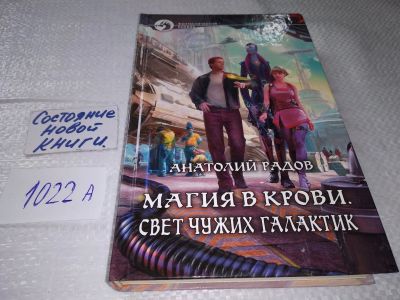 АНАТОЛИЙ РАДОВ
МАГИЯ В КРОВИ.
СВЕТ ЧУЖИХ ГАЛАКТИК
Состояние
новой
книги.
1022 А